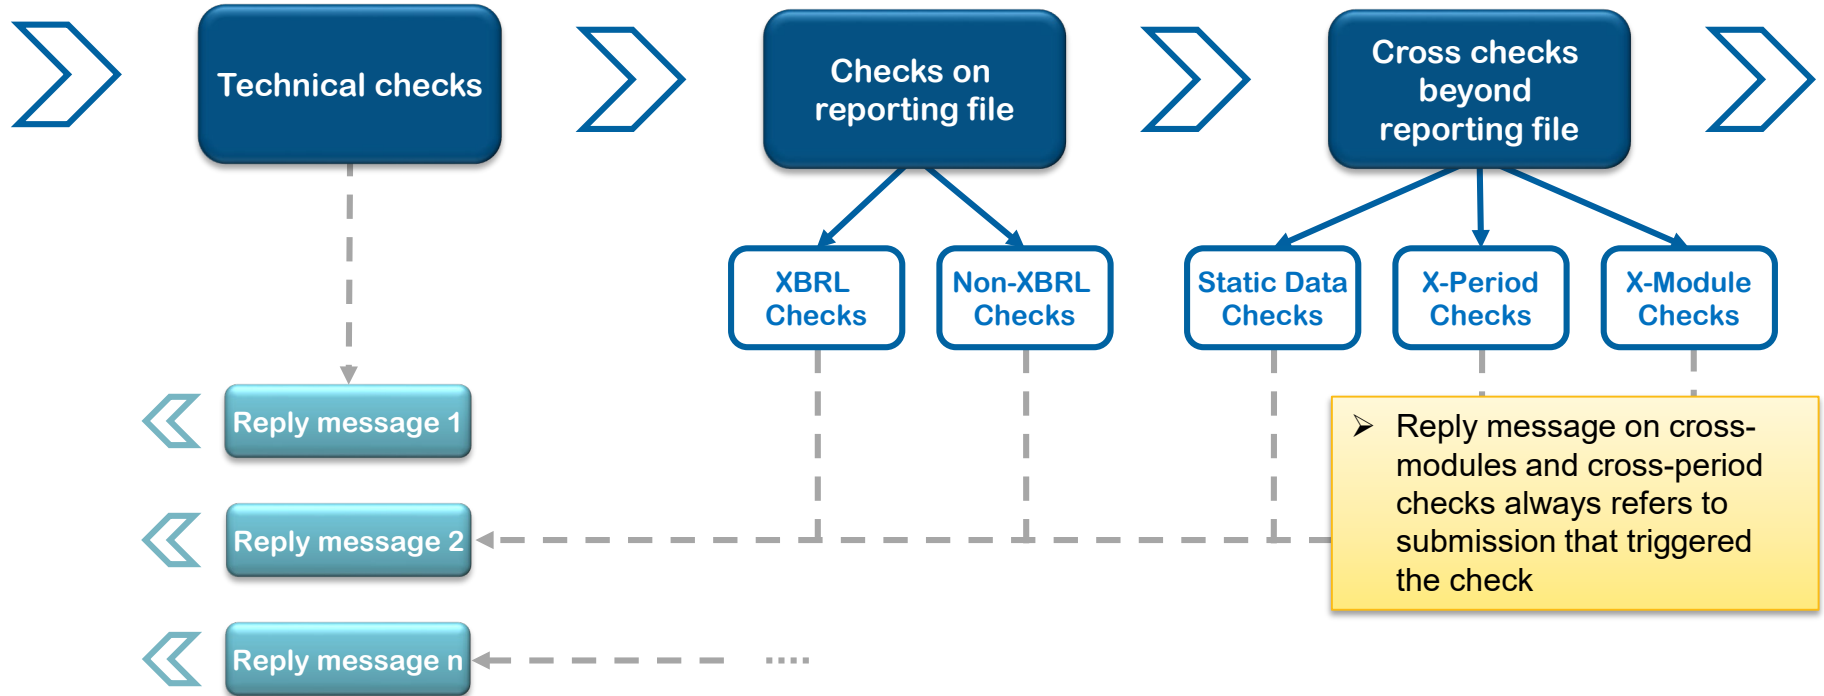 Technical checks
Checks on
reporting file
Cross checks
beyond
reporting file
XBRL
Checks
Non-XBRL
Checks
Static Data
Checks
X-Period
Checks
X-Module
Checks
Reply message 1
Reply message 2
Reply message n
➢ Reply message on cross-
modules and cross-period
checks always refers to
submission that triggered
the check